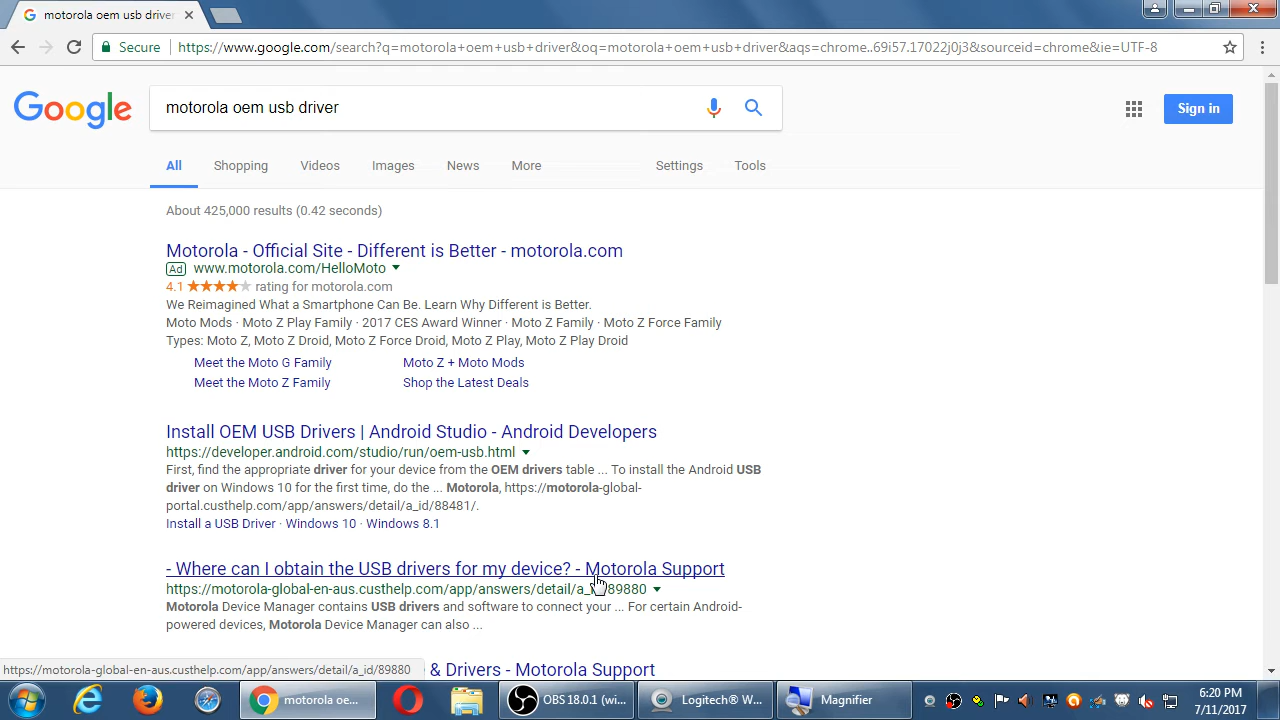 motorola oem usb driver
Secure https://www.google.com/search?q=motorola+oem+usb+driver&oq=motorola+oem+usb+driver&aqs=chrome..69i57.17022j0j3&sourceid=chrome&ie=UTF-8
Google motorola oem usb driver Sign in
All Shopping Videos Images News More Settings Tools
About 425,000 results (0.42 seconds)
Motorola - Official Site - Different is Better - motorola.com
Ad www.motorola.com/HelloMoto
4.1 rating for motorola.com
We Reimagined What a Smartphone Can Be. Learn Why Different is Better.
Moto Mods · Moto Z Play Family · 2017 CES Award Winner · Moto Z Family · Moto Z Force Family
Types: Moto Z, Moto Z Droid, Moto Z Force Droid, Moto Z Play, Moto Z Play Droid
Meet the Moto G Family Moto Z + Moto Mods
Meet the Moto Z Family Shop the Latest Deals
Install OEM USB Drivers | Android Studio - Android Developers
https://developer.android.com/studio/run/oem-usb.html
First, find the appropriate driver for your device from the OEM drivers table ... To install the Android USB
driver on Windows 10 for the first time, do the ... Motorola, https://motorola-global-
portal.custhelp.com/app/answers/detail/a_id/88481/.
Install a USB Driver · Windows 10 · Windows 8.1
- Where can I obtain the USB drivers for my device? - Motorola Support
https://motorola-global-en-aus.custhelp.com/app/answers/detail/a_id/89880
Motorola Device Manager contains USB drivers and software to connect your ... For certain Android-
powered devices, Motorola Device Manager can also ...
https://motorola-global-en-aus.custhelp.com/app/answers/detail/a_id/89880 & Drivers - Motorola Support
motorola oe... OBS 18.0.1 (wi... Logitech® W... Magnifier
6:20 PM
7/11/2017